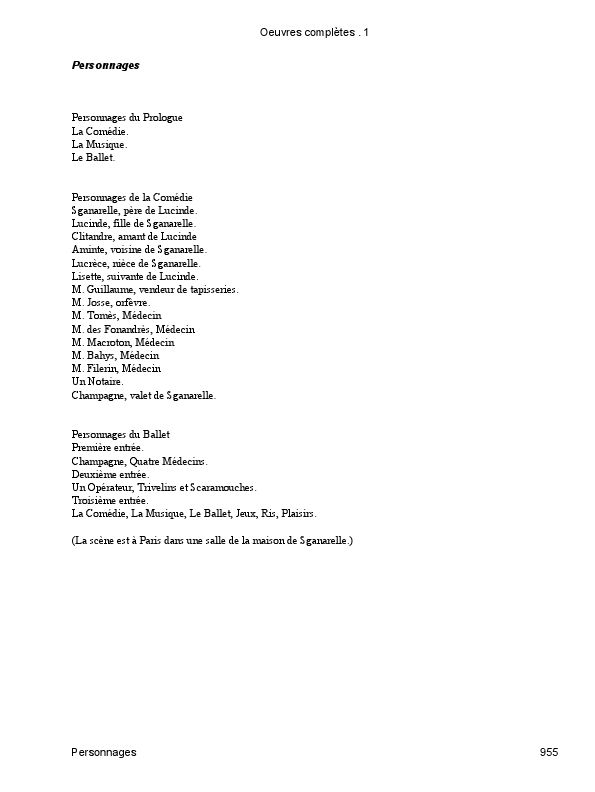 Oeuvres complètes . 1
Personnages
Personnages du Prologue
La Comédie.
La Musique.
Le Ballet.
Personnages de la Comédie
Sganarelle, père de Lucinde.
Lucinde, fille de Sganarelle.
Clitandre, amant de Lucinde
Aminte, voisine de Sganarelle.
Lucrèce, nièce de Sganarelle.
Lisette, suivante de Lucinde.
M. Guillaume, vendeur de tapisseries.
M. Josse, orfèvre.
M. Tomès, Médecin
M. des Fonandrès, Médecin
M. Macroton, Médecin
M. Bahys, Médecin
M. Filerin, Médecin
Un Notaire.
Champagne, valet de Sganarelle.
Personnages du Ballet
Première entrée.
Champagne, Quatre Médecins.
Deuxième entrée.
Un Opérateur, Trivelins et Scaramouches.
Troisième entrée.
La Comédie, La Musique, Le Ballet, Jeux, Ris, Plaisirs.
(La scène est à Paris dans une salle de la maison de Sganarelle.)
Personnages 955